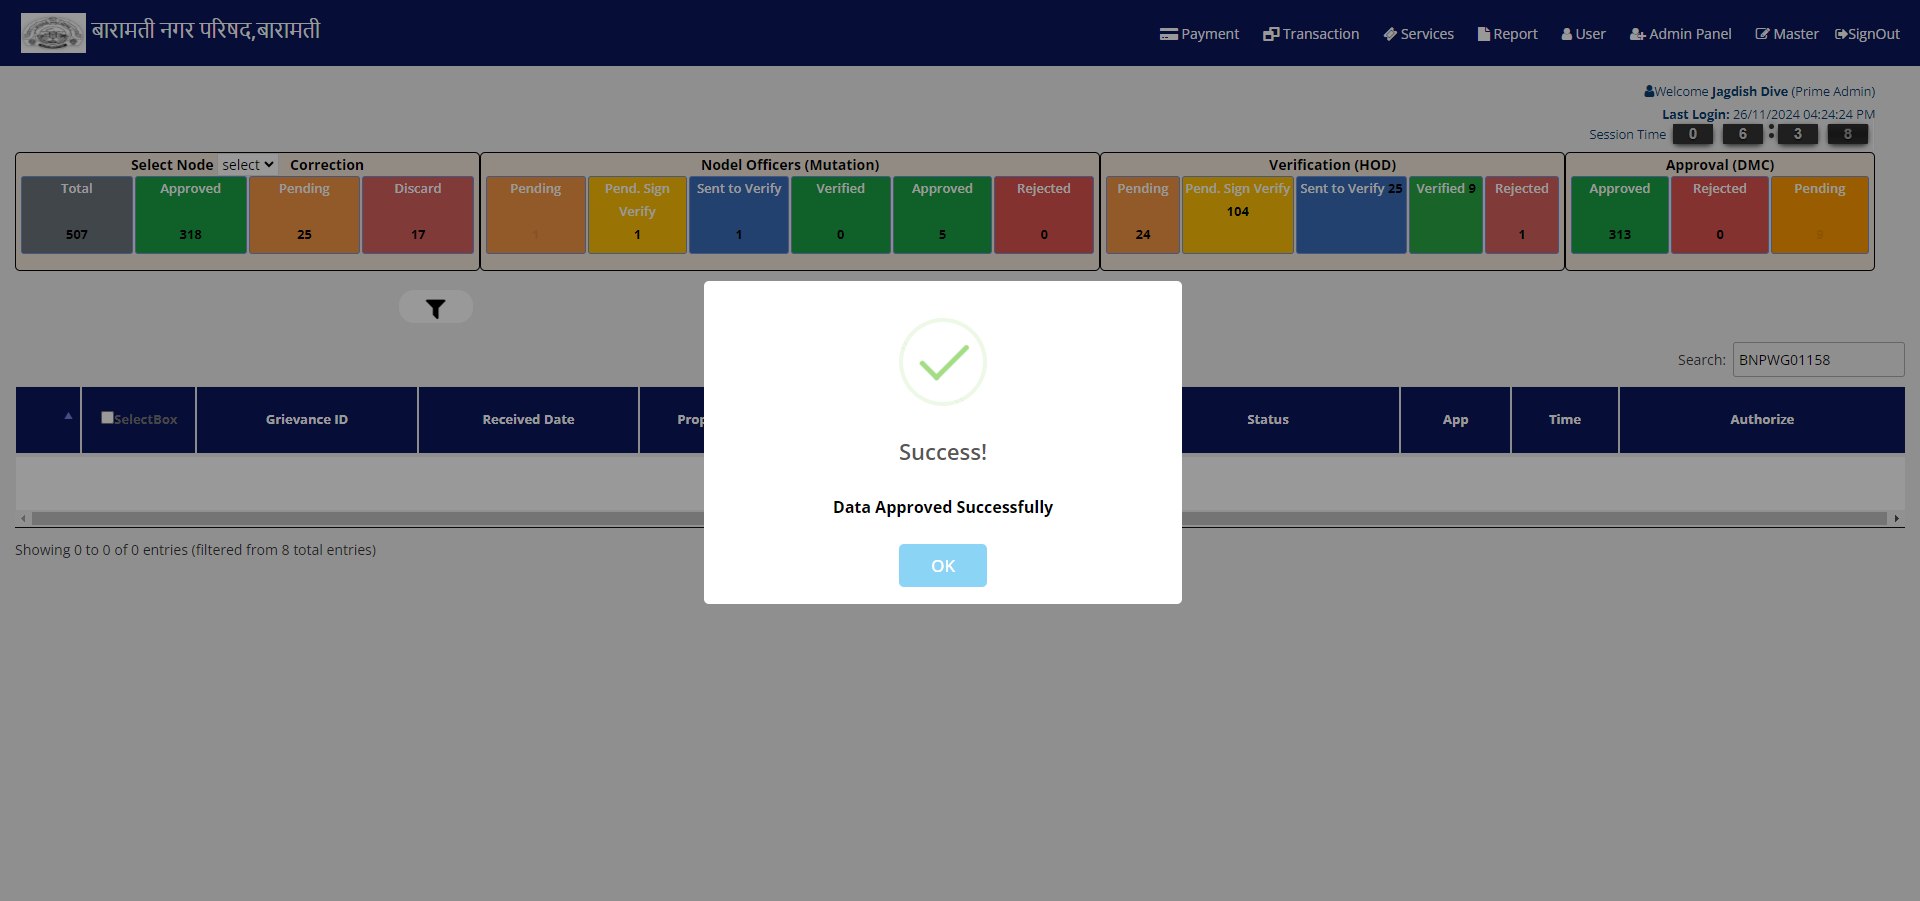 बारामती नगर परिषद,बारामती
Payment Transaction Services Report User Admin Panel Master SignOut
Welcome Jagdish Dive (Prime Admin)
Last Login: 26/11/2024 04:24:24 PM
Session Time 0 6 : 3 8
Select Node select Correction
Total Approved Pending Discard
507 318 25 17
Nodel Officers (Mutation)
Pending Pend. Sign Verify Sent to Verify Verified Approved Rejected
1 1 1 0 5 0
Verification (HOD)
Pending Pend. Sign Verify Sent to Verify 25 Verified 9 Rejected
24 104 1
Approval (DMC)
Approved Rejected Pending
313 0
Search: BNPWG01158
SelectBox Grievance ID Received Date Prop Status App Time Authorize
Success!
Data Approved Successfully
OK
Showing 0 to 0 of 0 entries (filtered from 8 total entries)